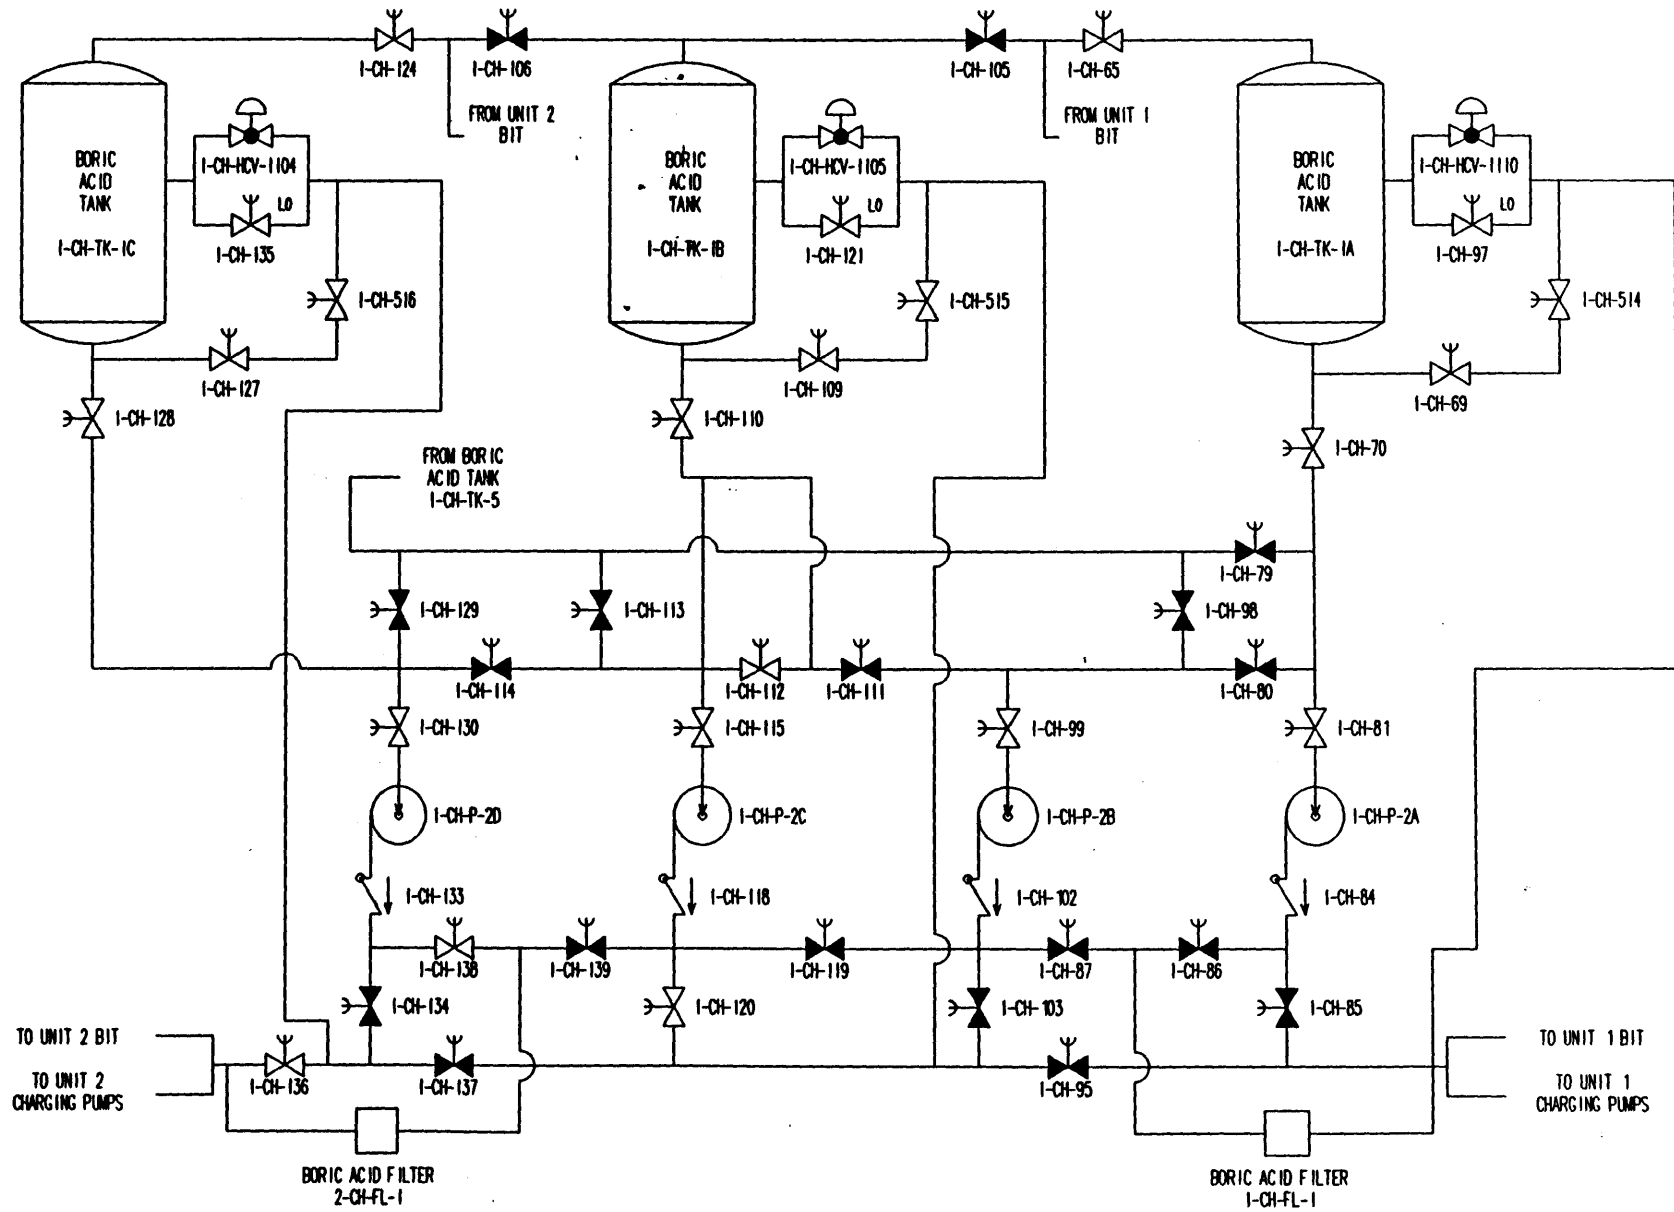 1-CH-124
1-CH-106
1-CH-105
1-CH-65
FROM UNIT 2
BIT
FROM UNIT 1
BIT
BORIC
ACID
TANK
1-CH-TK-1C
1-CH-HCV-1104
LO
1-CH-135
BORIC
ACID
TANK
1-CH-TK-1B
1-CH-HCV-1105
LO
1-CH-121
BORIC
ACID
TANK
1-CH-TK-1A
1-CH-HCV-1110
LO
1-CH-97
1-CH-516
1-CH-515
1-CH-514
1-CH-127
1-CH-109
1-CH-69
1-CH-128
1-CH-110
1-CH-70
FROM BORIC
ACID TANK
1-CH-TK-5
1-CH-79
1-CH-129
1-CH-113
1-CH-98
1-CH-114
1-CH-112
1-CH-111
1-CH-80
1-CH-130
1-CH-115
1-CH-99
1-CH-81
1-CH-P-2D
1-CH-P-2C
1-CH-P-2B
1-CH-P-2A
1-CH-133
1-CH-118
1-CH-102
1-CH-84
1-CH-138
1-CH-139
1-CH-119
1-CH-87
1-CH-86
1-CH-134
1-CH-120
1-CH-103
1-CH-85
TO UNIT 2 BIT
TO UNIT 2
CHARGING PUMPS
1-CH-136
1-CH-137
1-CH-95
TO UNIT 1 BIT
TO UNIT 1
CHARGING PUMPS
BORIC ACID FILTER
2-CH-FL-1
BORIC ACID FILTER
1-CH-FL-1